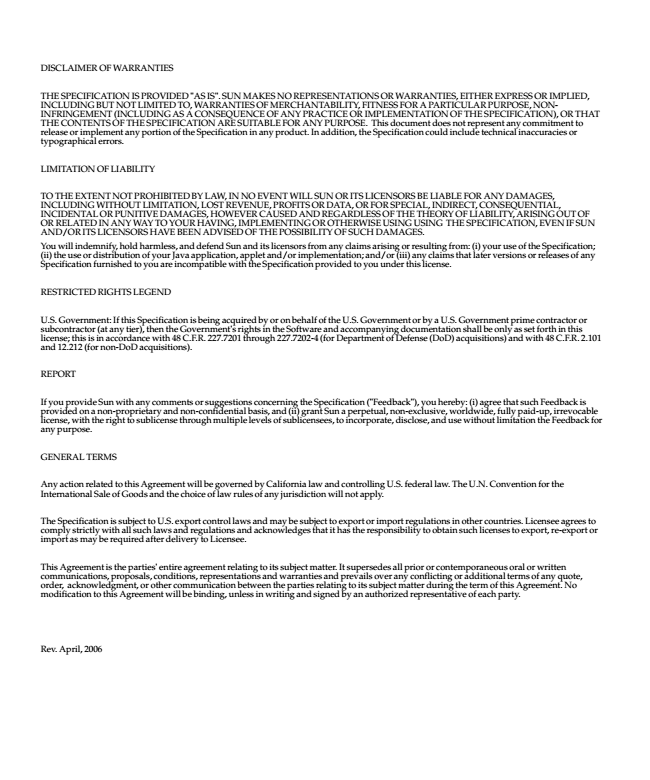 DISCLAIMER OF WARRANTIES
THE SPECIFICATION IS PROVIDED "AS IS". SUN MAKES NO REPRESENTATIONS OR WARRANTIES, EITHER EXPRESS OR IMPLIED,
INCLUDING BUT NOT LIMITED TO, WARRANTIES OF MERCHANTABILITY, FITNESS FOR A PARTICULAR PURPOSE, NON-
INFRINGEMENT (INCLUDING AS A CONSEQUENCE OF ANY PRACTICE OR IMPLEMENTATION OF THE SPECIFICATION), OR THAT
THE CONTENTS OF THE SPECIFICATION ARE SUITABLE FOR ANY PURPOSE. This document does not represent any commitment to
release or implement any portion of the Specification in any product. In addition, the Specification could include technical inaccuracies or
typographical errors.
LIMITATION OF LIABILITY
TO THE EXTENT NOT PROHIBITED BY LAW, IN NO EVENT WILL SUN OR ITS LICENSORS BE LIABLE FOR ANY DAMAGES,
INCLUDING WITHOUT LIMITATION, LOST REVENUE, PROFITS OR DATA, OR FOR SPECIAL, INDIRECT, CONSEQUENTIAL,
INCIDENTAL OR PUNITIVE DAMAGES, HOWEVER CAUSED AND REGARDLESS OF THE THEORY OF LIABILITY, ARISING OUT OF
OR RELATED IN ANY WAY TO YOUR HAVING, IMPLEMENTING OR OTHERWISE USING USING THE SPECIFICATION, EVEN IF SUN
AND/OR ITS LICENSORS HAVE BEEN ADVISED OF THE POSSIBILITY OF SUCH DAMAGES.
You will indemnify, hold harmless, and defend Sun and its licensors from any claims arising or resulting from: (i) your use of the Specification;
(ii) the use or distribution of your Java application, applet and/or implementation; and/or (iii) any claims that later versions or releases of any
Specification furnished to you are incompatible with the Specification provided to you under this license.
RESTRICTED RIGHTS LEGEND
U.S. Government: If this Specification is being acquired by or on behalf of the U.S. Government or by a U.S. Government prime contractor or
subcontractor (at any tier), then the Government's rights in the Software and accompanying documentation shall be only as set forth in this
license; this is in accordance with 48 C.F.R. 227.7201 through 227.7202-4 (for Department of Defense (DoD) acquisitions) and with 48 C.F.R. 2.101
and 12.212 (for non-DoD acquisitions).
REPORT
If you provide Sun with any comments or suggestions concerning the Specification ("Feedback"), you hereby: (i) agree that such Feedback is
provided on a non-proprietary and non-confidential basis, and (ii) grant Sun a perpetual, non-exclusive, worldwide, fully paid-up, irrevocable
license, with the right to sublicense through multiple levels of sublicensees, to incorporate, disclose, and use without limitation the Feedback for
any purpose.
GENERAL TERMS
Any action related to this Agreement will be governed by California law and controlling U.S. federal law. The U.N. Convention for the
International Sale of Goods and the choice of law rules of any jurisdiction will not apply.
The Specification is subject to U.S. export control laws and may be subject to export or import regulations in other countries. Licensee agrees to
comply strictly with all such laws and regulations and acknowledges that it has the responsibility to obtain such licenses to export, re-export or
import as may be required after delivery to Licensee.
This Agreement is the parties' entire agreement relating to its subject matter. It supersedes all prior or contemporaneous oral or written
communications, proposals, conditions, representations and warranties and prevails over any conflicting or additional terms of any quote,
order, acknowledgment, or other communication between the parties relating to its subject matter during the term of this Agreement. No
modification to this Agreement will be binding, unless in writing and signed by an authorized representative of each party.
Rev. April, 2006